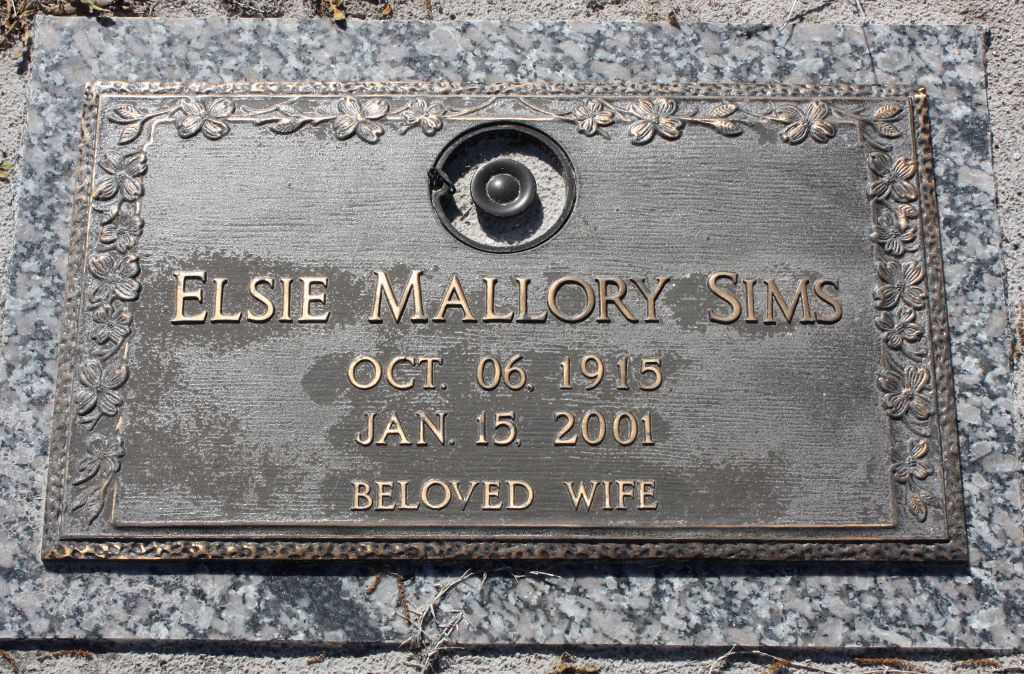 ELSIE MALLORY SIMS
OCT. 06, 1915
JAN. 15, 2001
BELOVED WIFE